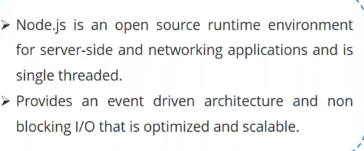 ➤ Node.js is an open source runtime environment
for server-side and networking applications and is
single threaded.
➤ Provides an event driven architecture and non
blocking I/O that is optimized and scalable.